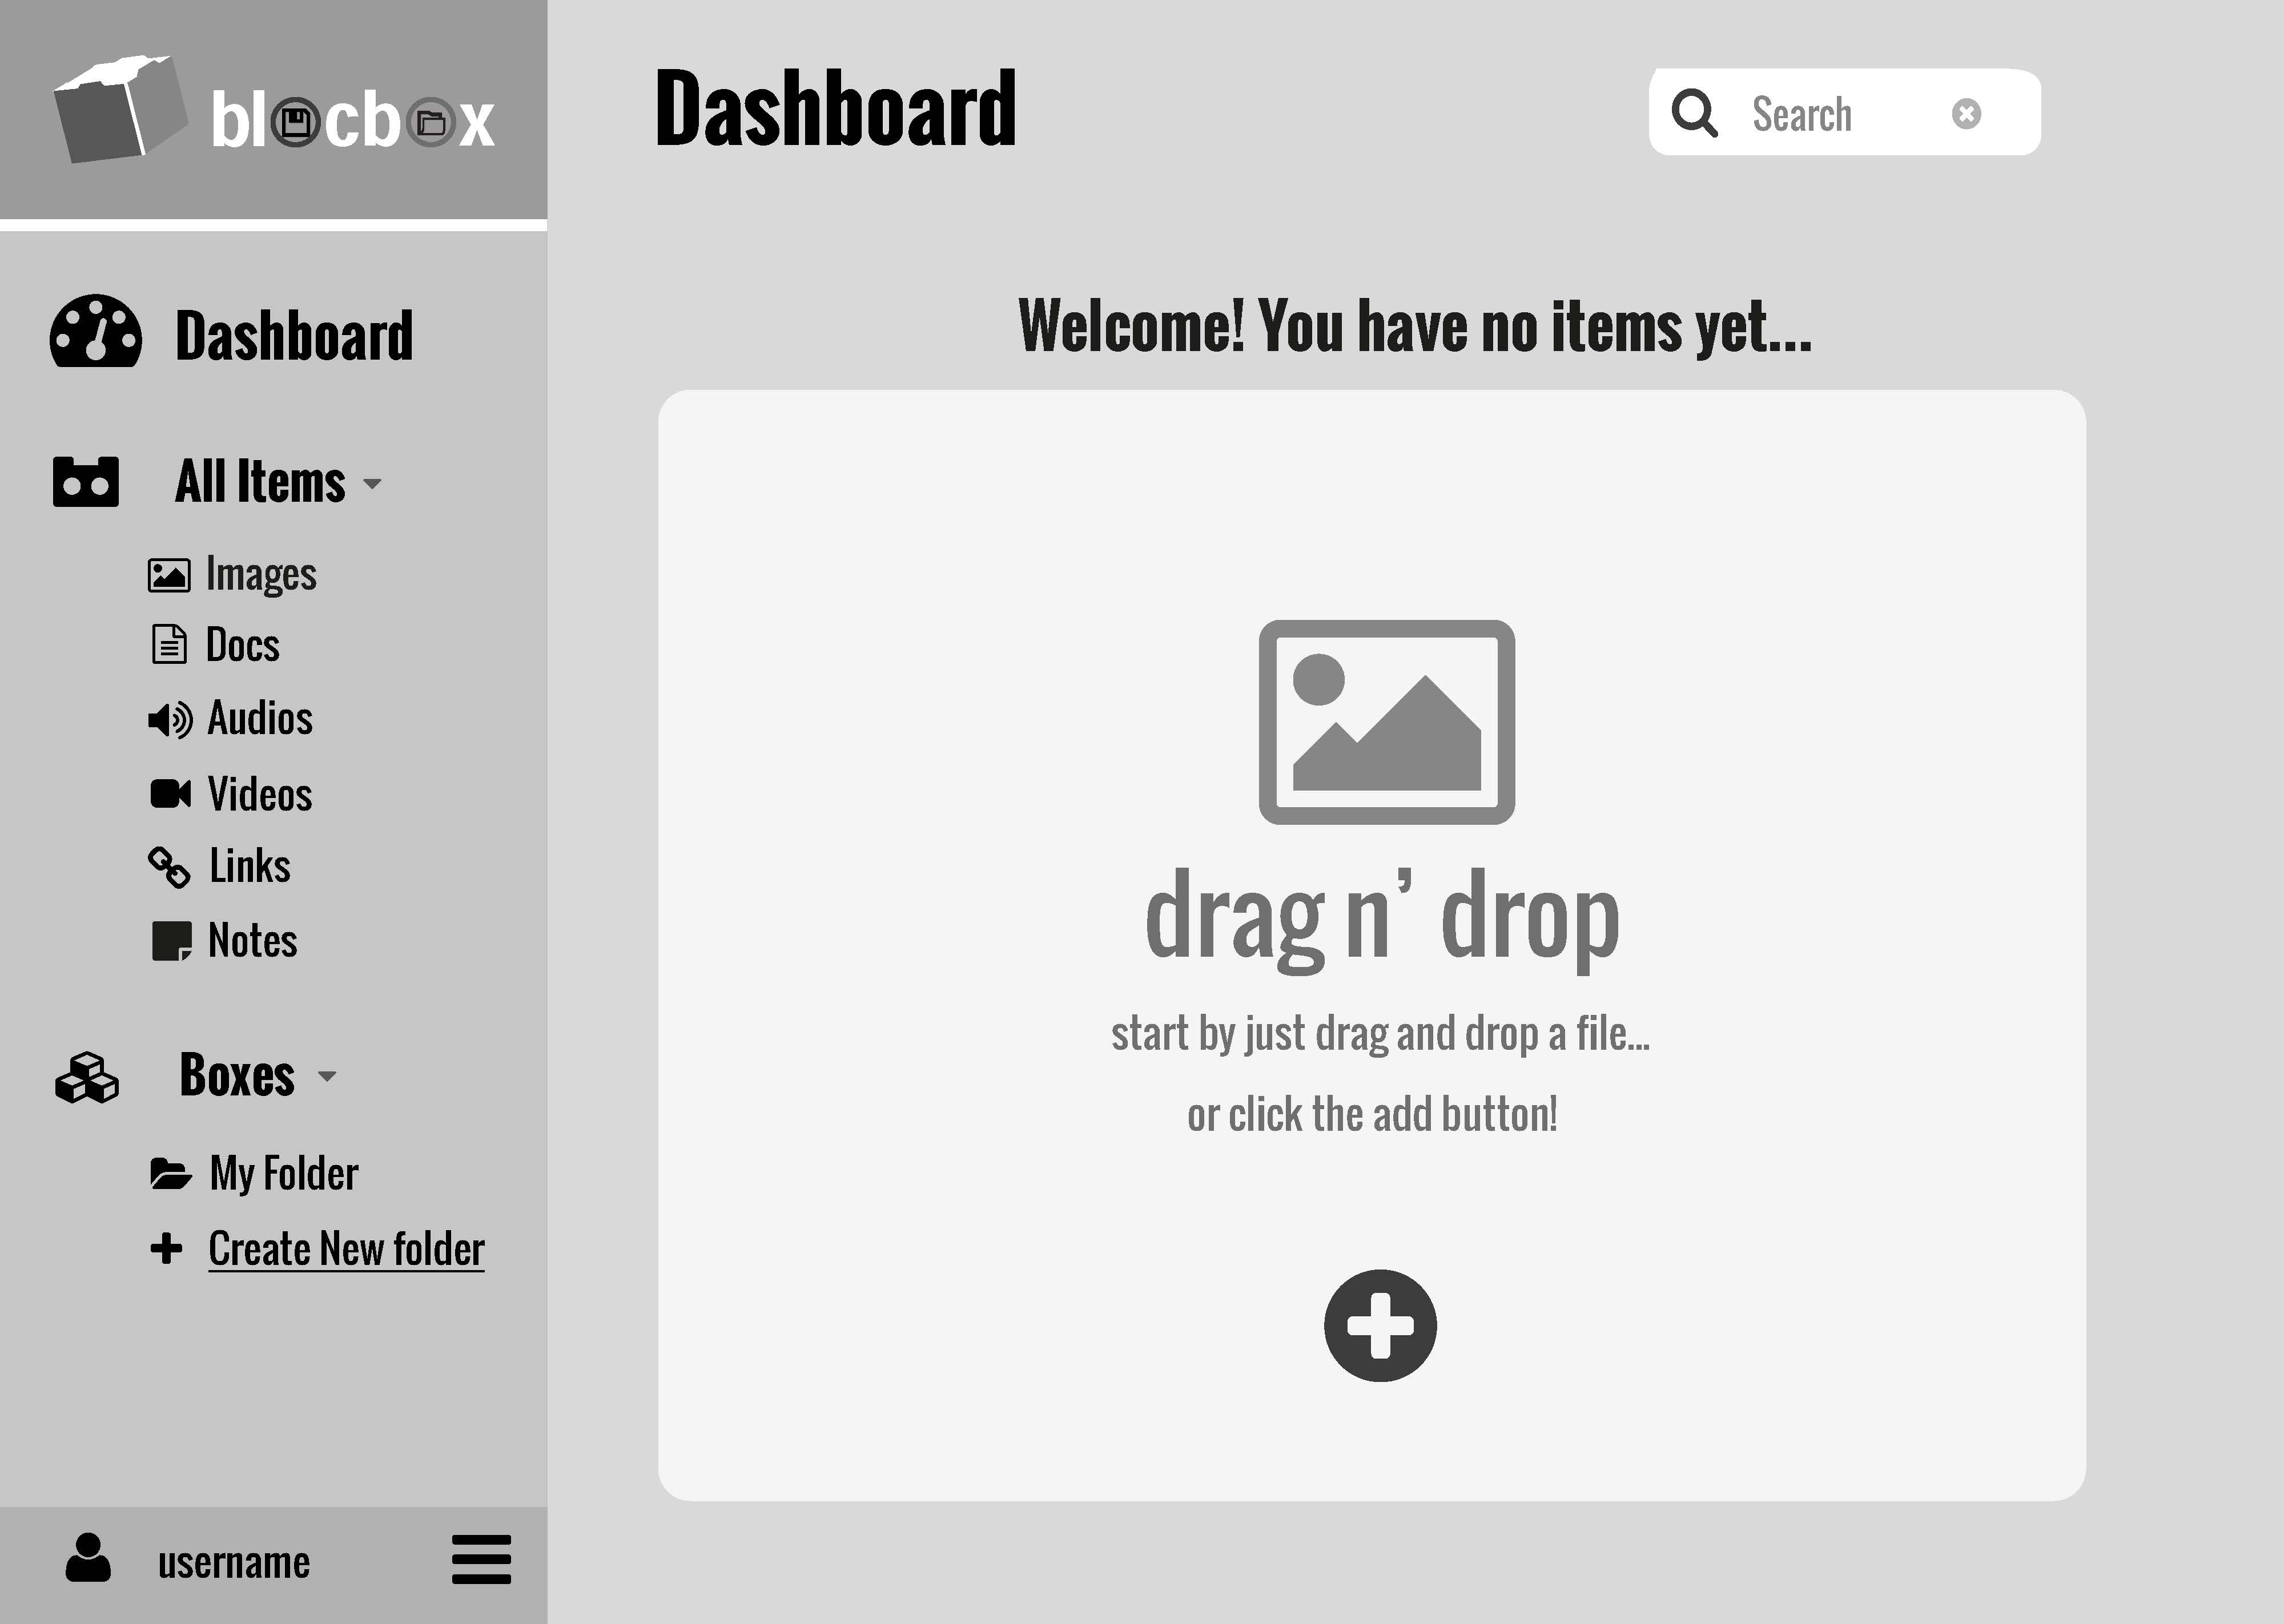 blocbox
Dashboard
All Items
Images
Docs
Audios
Videos
Links
Notes
Boxes
My Folder
Create New folder
username
Dashboard
Search
Welcome! You have no items yet...
drag n’ drop
start by just drag and drop a file...
or click the add button!